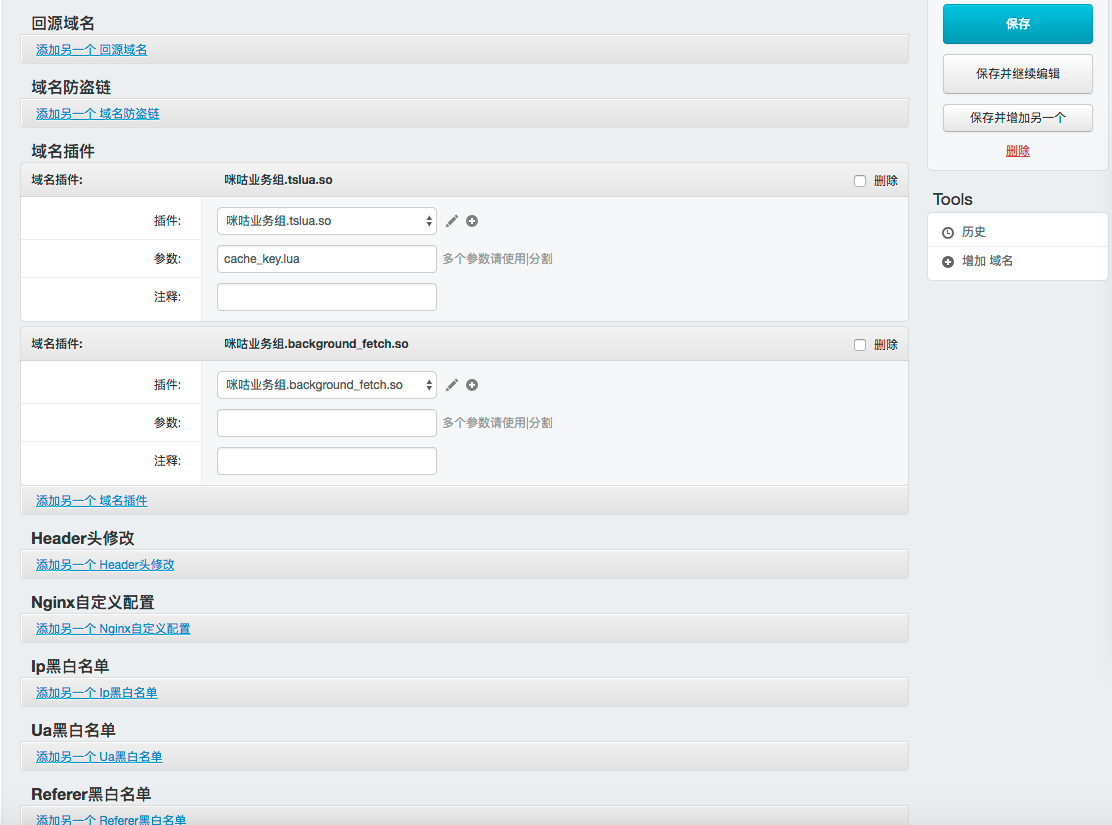 回源域名
添加另一个 回源域名
域名防盗链
添加另一个 域名防盗链
域名插件
域名插件: 咪咕业务组.tslua.so 删除
插件: 咪咕业务组.tslua.so
参数: cache_key.lua 多个参数请使用|分割
注释:
域名插件: 咪咕业务组.background_fetch.so 删除
插件: 咪咕业务组.background_fetch.so
参数: 多个参数请使用|分割
注释:
添加另一个 域名插件
Header头修改
添加另一个 Header头修改
Nginx自定义配置
添加另一个 Nginx自定义配置
Ip黑白名单
添加另一个 Ip黑白名单
Ua黑白名单
添加另一个 Ua黑白名单
Referer黑白名单
添加另一个 Referer黑白名单
保存
保存并继续编辑
保存并增加另一个
删除
Tools
历史
增加 域名